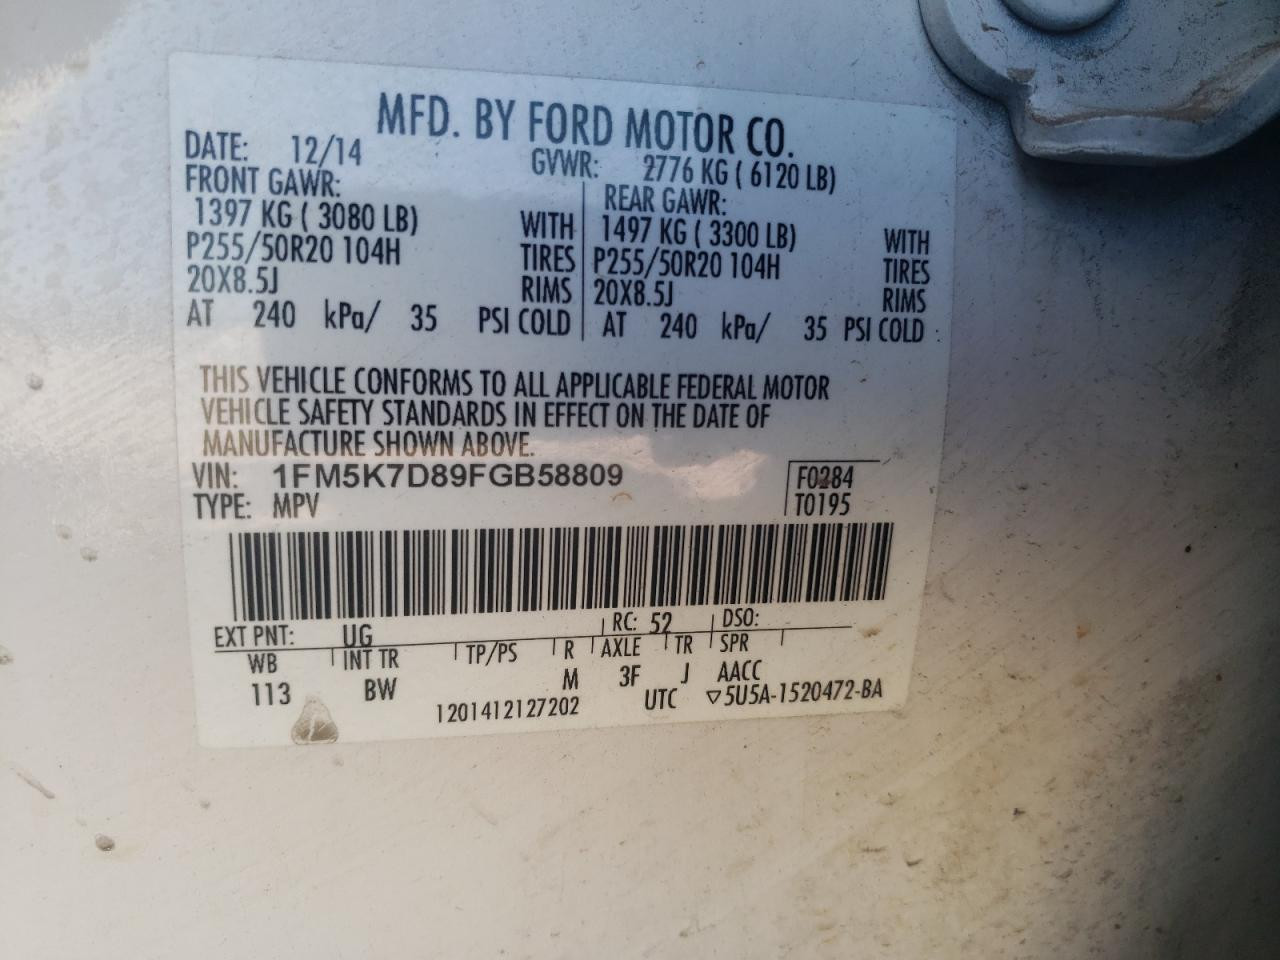 MFD. BY FORD MOTOR CO.
DATE: 12/14 GVWR: 2776 KG ( 6120 LB)
FRONT GAWR: REAR GAWR:
1397 KG ( 3080 LB) WITH 1497 KG ( 3300 LB) WITH
P255/50R20 104H TIRES P255/50R20 104H TIRES
20X8.5J RIMS 20X8.5J RIMS
AT 240 kPa/ 35 PSI COLD AT 240 kPa/ 35 PSI COLD
THIS VEHICLE CONFORMS TO ALL APPLICABLE FEDERAL MOTOR
VEHICLE SAFETY STANDARDS IN EFFECT ON THE DATE OF
MANUFACTURE SHOWN ABOVE.
VIN: 1FM5K7D89FGB58809 F0284
TYPE: MPV T0195
EXT PNT: UG RC: 52 DSO:
WB INT TR TP/PS R AXLE TR SPR
113 BW M 3F J AACC
1201412127202 UTC ▽5U5A-1520472-BA